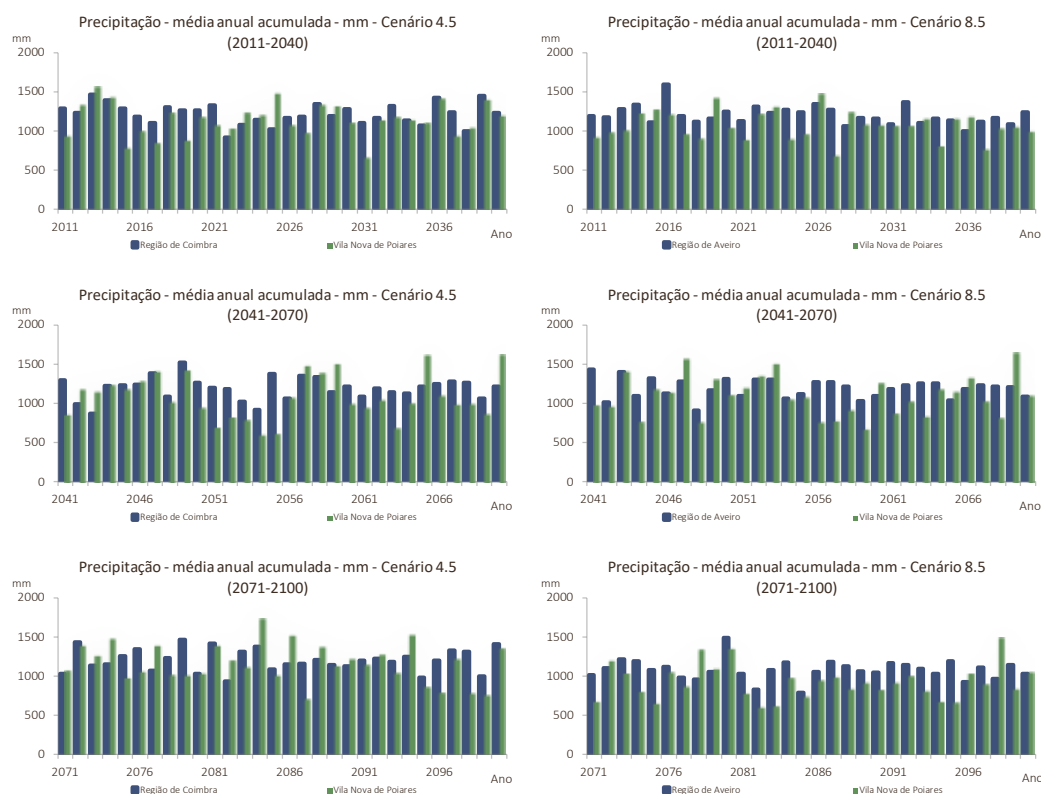 Precipitação - média anual acumulada - mm - Cenário 4.5
(2011-2040)
mm
2000
1500
1000
500
0
2011 2016 2021 2026 2031 2036
Ano
Região de Coimbra Vila Nova de Poiares
Precipitação - média anual acumulada - mm - Cenário 8.5
(2011-2040)
mm
2000
1500
1000
500
0
2011 2016 2021 2026 2031 2036
Ano
Região de Aveiro Vila Nova de Poiares
Precipitação - média anual acumulada - mm - Cenário 4.5
(2041-2070)
mm
2000
1500
1000
500
0
2041 2046 2051 2056 2061 2066
Ano
Região de Coimbra Vila Nova de Poiares
Precipitação - média anual acumulada - mm - Cenário 8.5
(2041-2070)
mm
2000
1500
1000
500
0
2041 2046 2051 2056 2061 2066
Ano
Região de Aveiro Vila Nova de Poiares
Precipitação - média anual acumulada - mm - Cenário 4.5
(2071-2100)
mm
2000
1500
1000
500
0
2071 2076 2081 2086 2091 2096
Ano
Região de Coimbra Vila Nova de Poiares
Precipitação - média anual acumulada - mm - Cenário 8.5
(2071-2100)
mm
2000
1500
1000
500
0
2071 2076 2081 2086 2091 2096
Ano
Região de Aveiro Vila Nova de Poiares